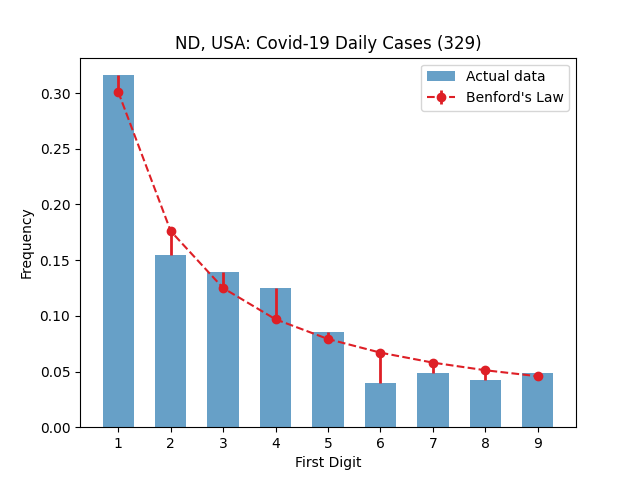 ND, USA: Covid-19 Daily Cases (329)
Actual data
Benford's Law
Frequency
0.30
0.25
0.20
0.15
0.10
0.05
0.00
1 2 3 4 5 6 7 8 9
First Digit